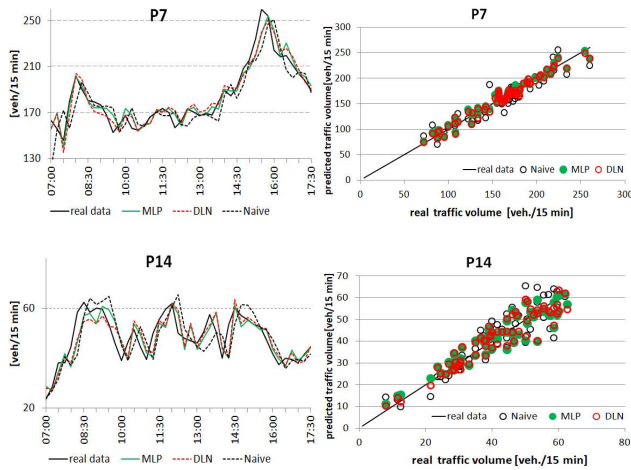 P7
[veh/15 min]
250
210
170
130
07:00
08:30
10:00
11:30
13:00
14:30
16:00
17:30
real data MLP DLN Naive
P7
predicted traffic volume[veh/15 min]
300
250
200
150
100
50
0
real data Naive MLP DLN
0 50 100 150 200 250 300
real traffic volume [veh./15 min]
P14
[veh/15 min]
60
20
07:00
08:30
10:00
11:30
13:00
14:30
16:00
17:30
real data MLP DLN Naive
P14
predicted traffic volume[veh/15 min]
70
60
50
40
30
20
10
0
real data Naive MLP DLN
0 20 40 60 80
real traffic volume [veh./15 min]